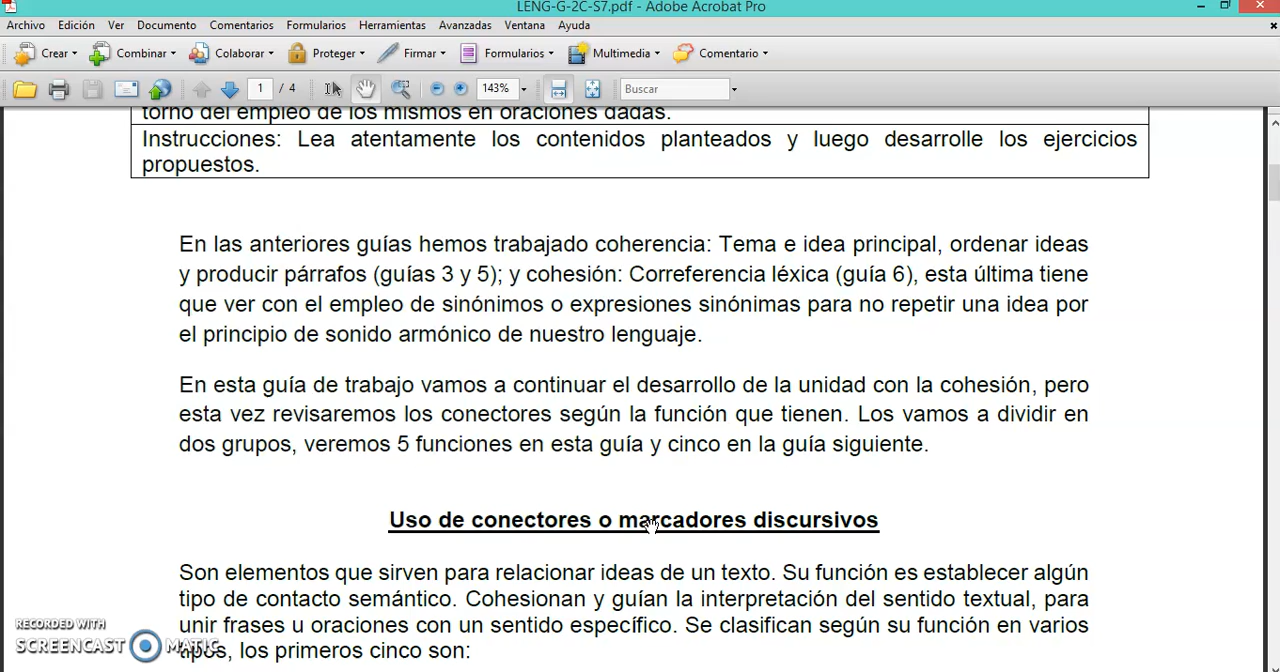 LENG-G-2C-S7.pdf - Adobe Acrobat Pro
Archivo Edición Ver Documento Comentarios Formularios Herramientas Avanzadas Ventana Ayuda
Crear Combinar Colaborar Proteger Firmar Formularios Multimedia Comentario
1 / 4 143% Buscar
torno del empleo de los mismos en oraciones dadas.
Instrucciones: Lea atentamente los contenidos planteados y luego desarrolle los ejercicios
propuestos.
En las anteriores guías hemos trabajado coherencia: Tema e idea principal, ordenar ideas
y producir párrafos (guías 3 y 5); y cohesión: Correferencia léxica (guía 6), esta última tiene
que ver con el empleo de sinónimos o expresiones sinónimas para no repetir una idea por
el principio de sonido armónico de nuestro lenguaje.
En esta guía de trabajo vamos a continuar el desarrollo de la unidad con la cohesión, pero
esta vez revisaremos los conectores según la función que tienen. Los vamos a dividir en
dos grupos, veremos 5 funciones en esta guía y cinco en la guía siguiente.
Uso de conectores o marcadores discursivos
Son elementos que sirven para relacionar ideas de un texto. Su función es establecer algún
tipo de contacto semántico. Cohesionan y guían la interpretación del sentido textual, para
unir frases u oraciones con un sentido específico. Se clasifican según su función en varios
tipos, los primeros cinco son:
RECORDED WITH
SCREENCAST MATIC